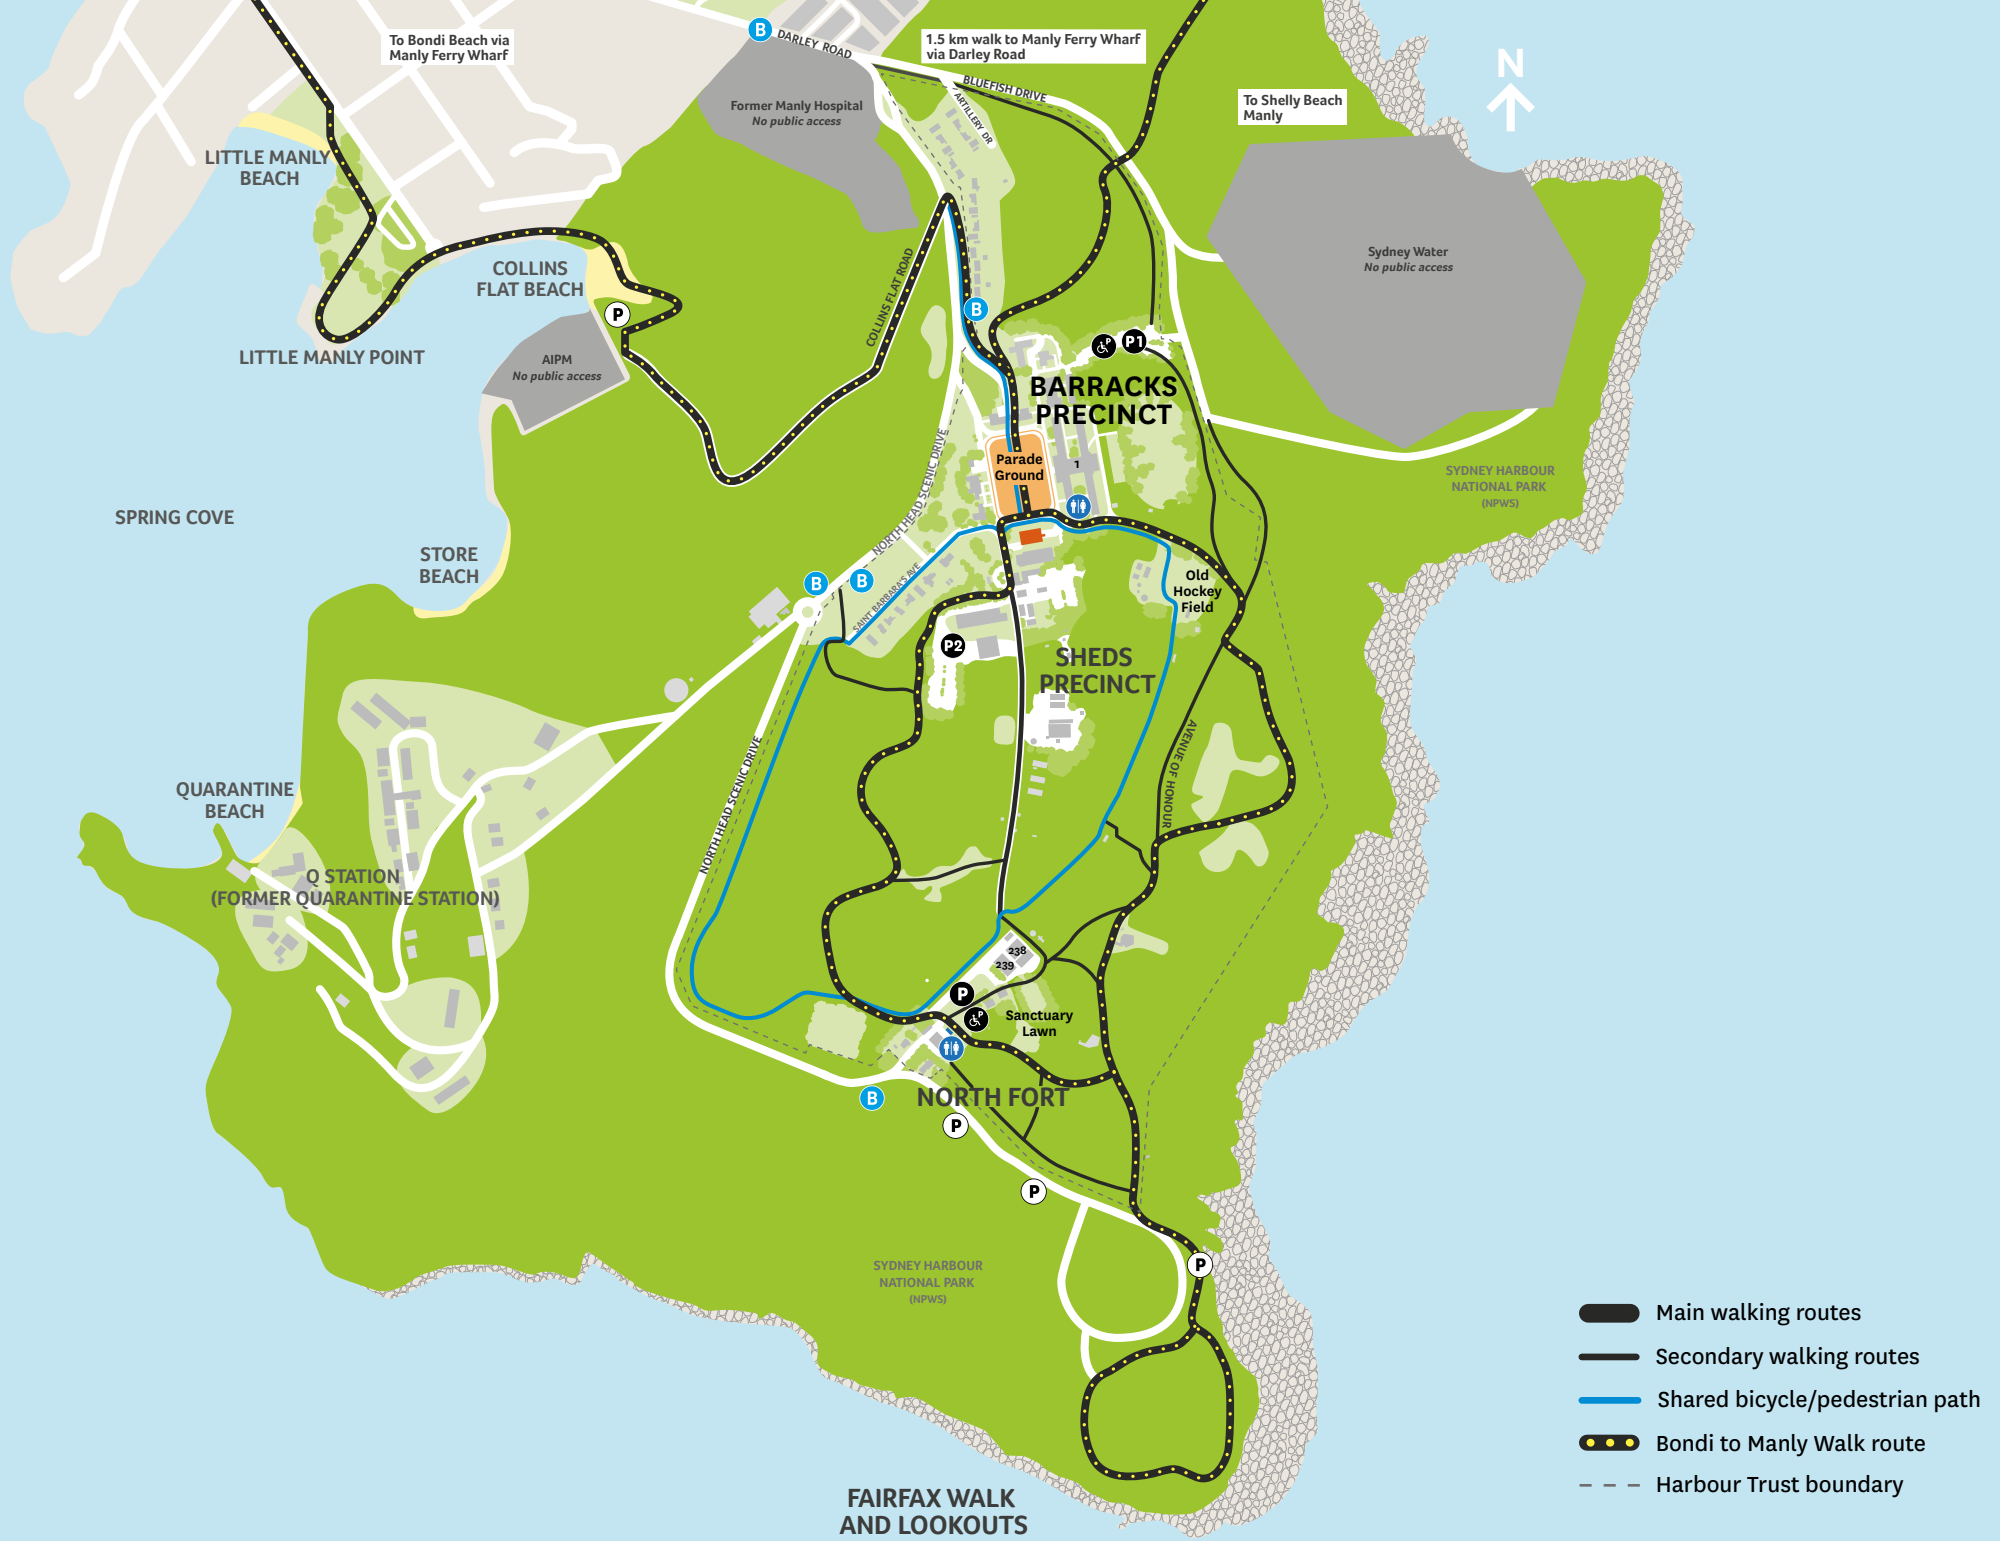 To Bondi Beach via
Manly Ferry Wharf
B
DARLEY ROAD
1.5 km walk to Manly Ferry Wharf
via Darley Road
N
BLUEFISH DRIVE
ARTILLERY DR
To Shelly Beach
Manly
Former Manly Hospital
No public access
LITTLE MANLY
BEACH
COLLINS
FLAT BEACH
Sydney Water
No public access
P
B
COLLINS FLAT ROAD
LITTLE MANLY POINT
AIPM
No public access
P
P1
BARRACKS
PRECINCT
Parade
Ground
1
SYDNEY HARBOUR
NATIONAL PARK
(NPWS)
NORTH HEAD SCENIC DRIVE
SPRING COVE
STORE
BEACH
B
B
SAINT BARBARA'S AVE
Old
Hockey
Field
P2
SHEDS
PRECINCT
AVENUE OF HONOUR
NORTH HEAD SCENIC DRIVE
QUARANTINE
BEACH
Q STATION
(FORMER QUARANTINE STATION)
238
239
P
P
Sanctuary
Lawn
B
NORTH FORT
P
P
P
SYDNEY HARBOUR
NATIONAL PARK
(NPWS)
FAIRFAX WALK
AND LOOKOUTS
Main walking routes
Secondary walking routes
Shared bicycle/pedestrian path
Bondi to Manly Walk route
Harbour Trust boundary